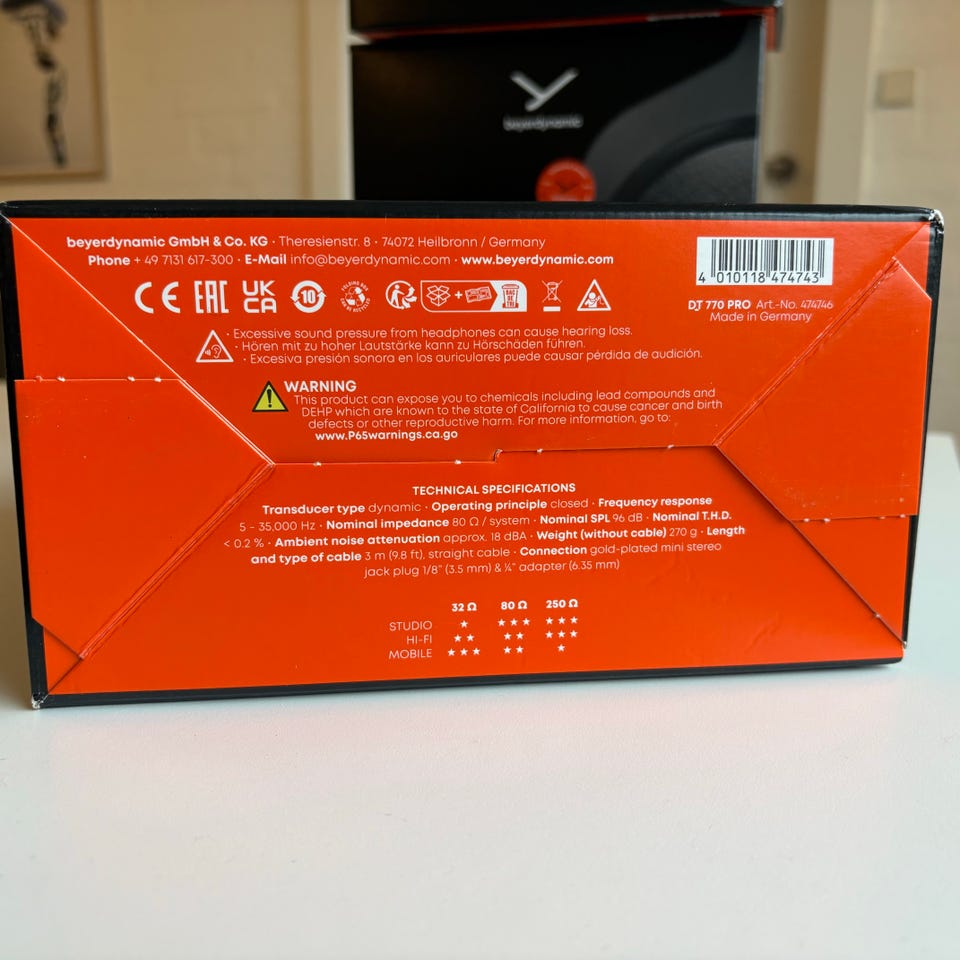 beyerdynamic
beyerdynamic GmbH & Co. KG · Theresienstr. 8 · 74072 Heilbronn / Germany
Phone + 49 7131 617-300 · E-Mail info@beyerdynamic.com · www.beyerdynamic.com
4 010118 474743
DT 770 PRO Art.-No. 474746
Made in Germany
CE EAC UK CA 10
· Excessive sound pressure from headphones can cause hearing loss.
· Hören mit zu hoher Lautstärke kann zu Hörschäden führen.
· Excesiva presión sonora en los auriculares puede causar pérdida de audición.
WARNING
This product can expose you to chemicals including lead compounds and
DEHP which are known to the state of California to cause cancer and birth
defects or other reproductive harm. For more information, go to:
www.P65warnings.ca.go
TECHNICAL SPECIFICATIONS
Transducer type dynamic · Operating principle closed · Frequency response
5 - 35,000 Hz · Nominal impedance 80 Ω / system · Nominal SPL 96 dB · Nominal T.H.D.
< 0.2 % · Ambient noise attenuation approx. 18 dBA · Weight (without cable) 270 g · Length
and type of cable 3 m (9.8 ft), straight cable · Connection gold-plated mini stereo
jack plug 1/8" (3.5 mm) & ¼" adapter (6.35 mm)
32 Ω 80 Ω 250 Ω
STUDIO ★ ★★★ ★★★
HI-FI ★★ ★★ ★★★
MOBILE ★★★ ★★ ★